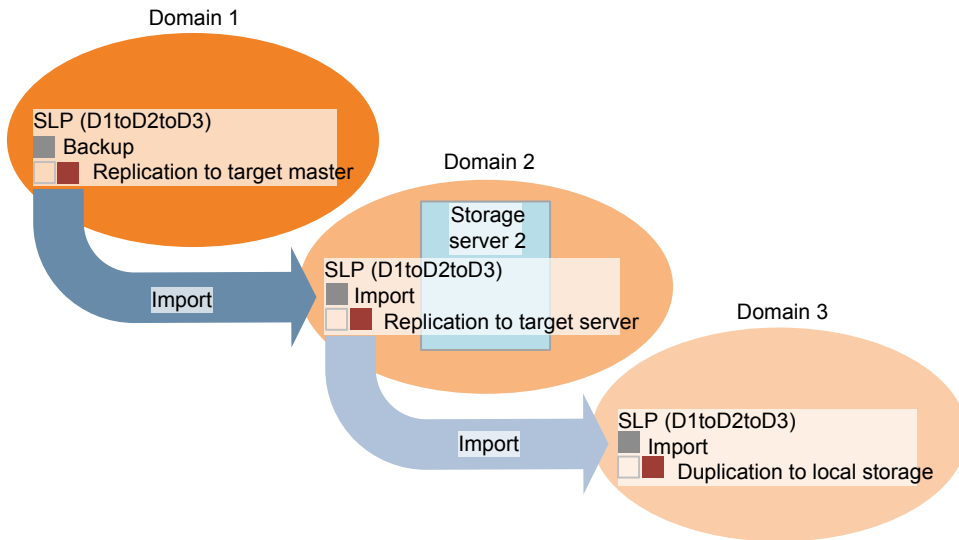 Domain 1
SLP (D1toD2toD3)
Backup
Replication to target master
Import
Domain 2
Storage
server 2
SLP (D1toD2toD3)
Import
Replication to target server
Import
Domain 3
SLP (D1toD2toD3)
Import
Duplication to local storage